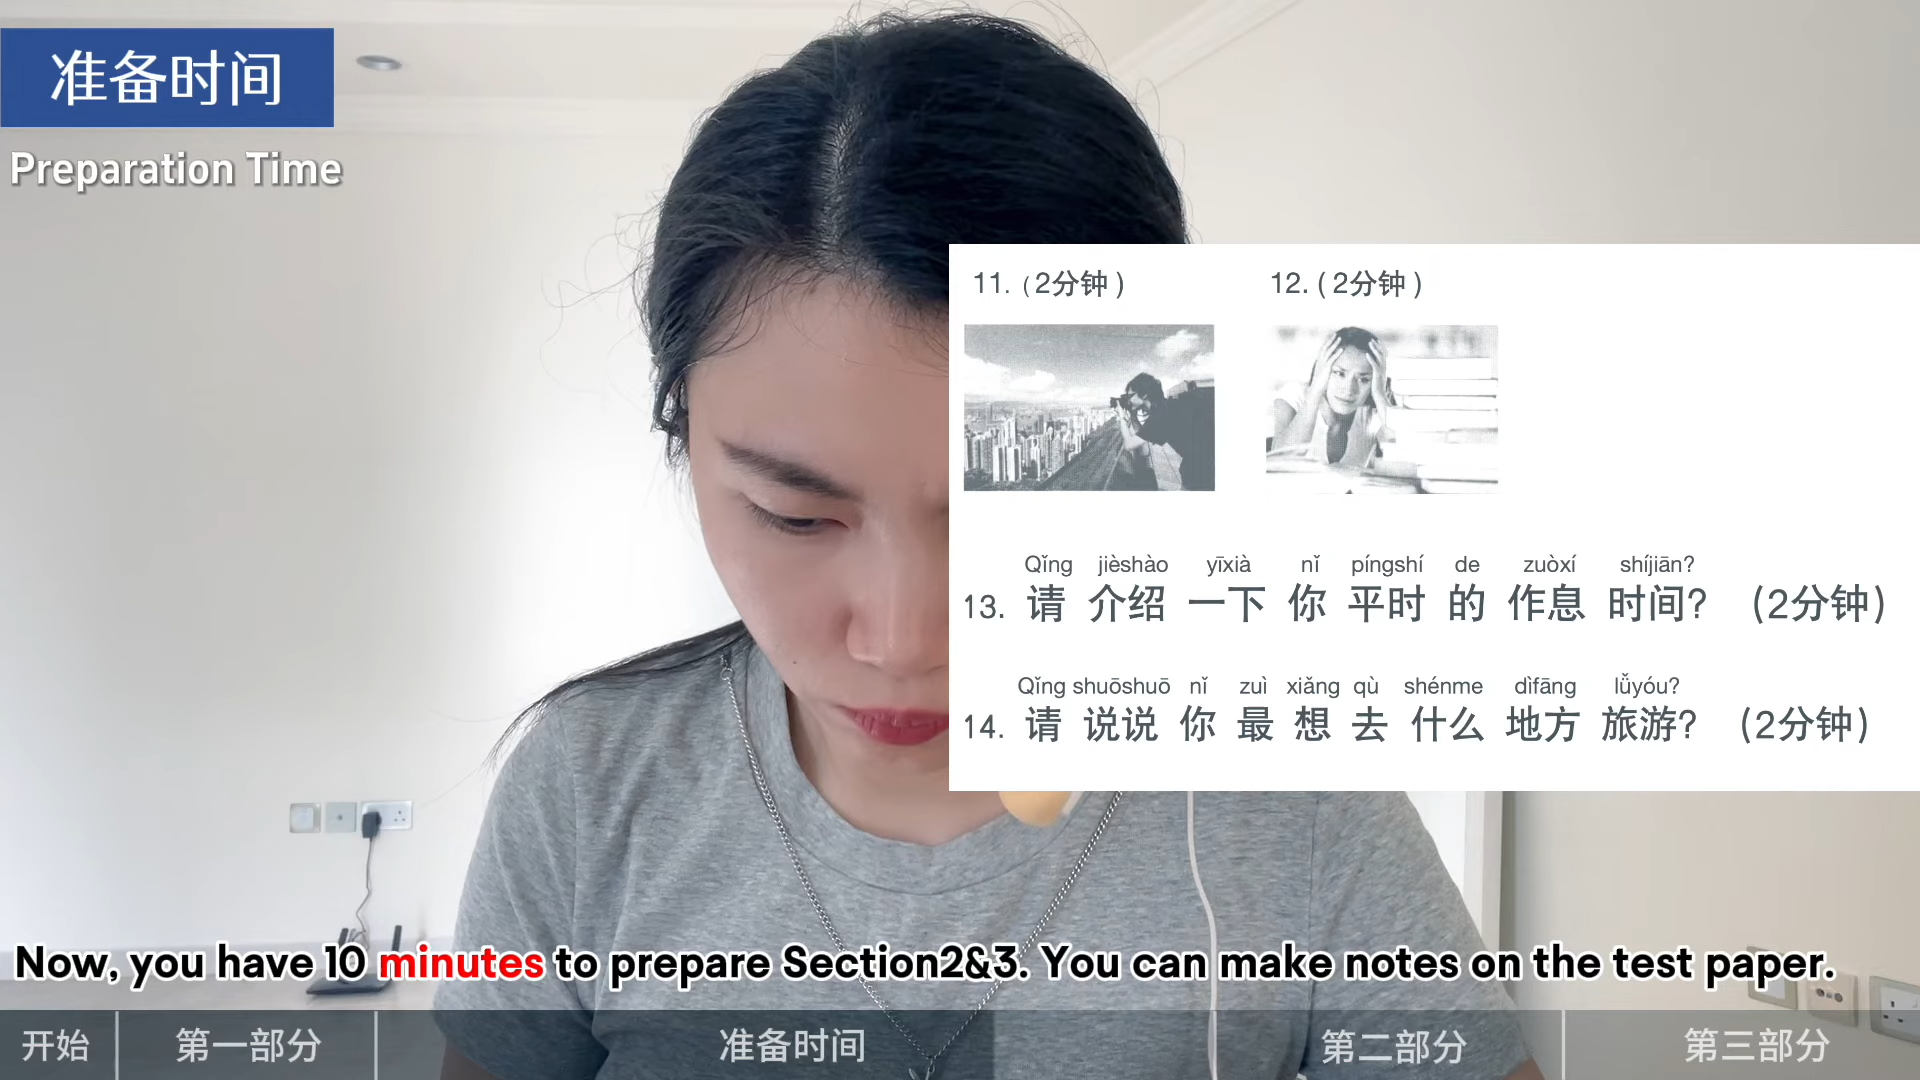 准备时间
Preparation Time
11.（2分钟）
12.（2分钟）
Qǐng jièshào yīxià nǐ píngshí de zuòxí shíjiān?
13. 请 介绍 一下 你 平时 的 作息 时间？（2分钟）
Qǐng shuōshuō nǐ zuì xiǎng qù shénme dìfāng lǚyóu?
14. 请 说说 你 最 想 去 什么 地方 旅游？（2分钟）
Now, you have 10 minutes to prepare Section2&3. You can make notes on the test paper.
开始
第一部分
准备时间
第二部分
第三部分